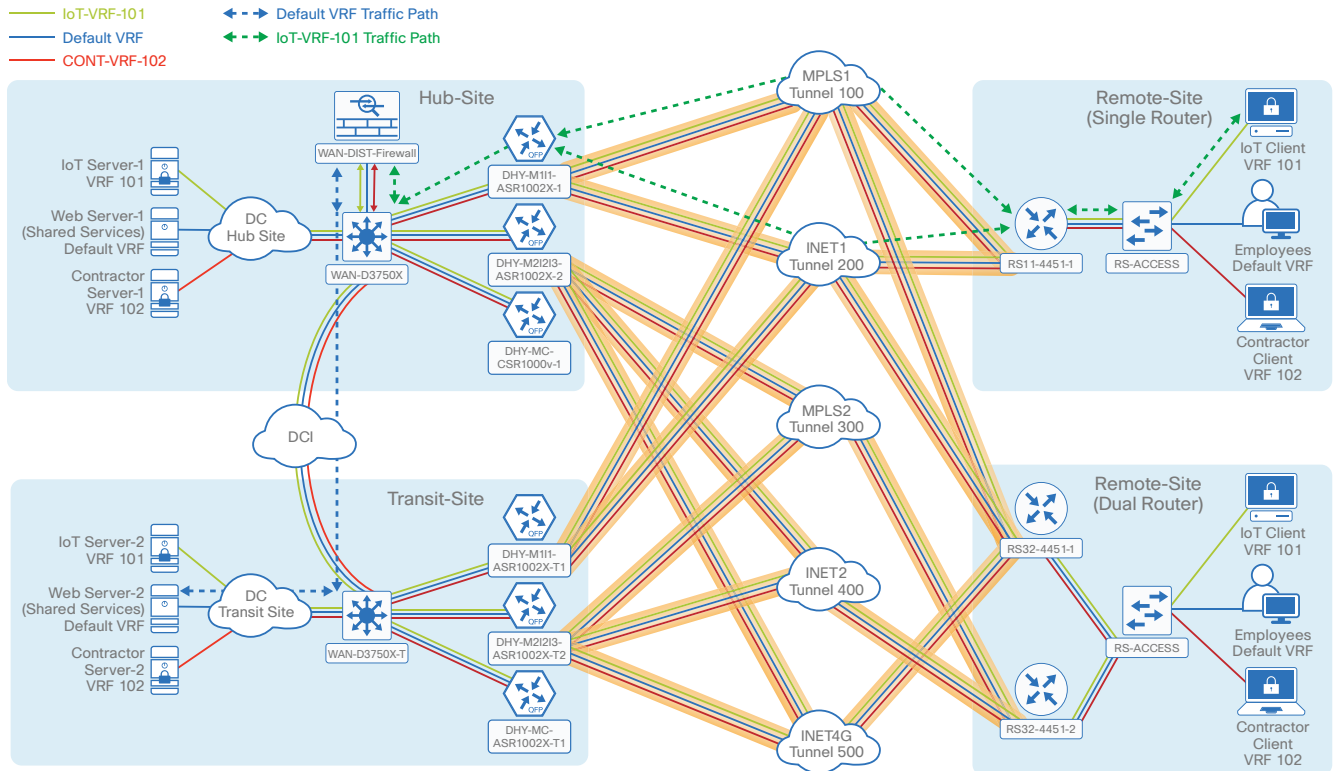 IoT-VRF-101
Default VRF
CONT-VRF-102
Default VRF Traffic Path
IoT-VRF-101 Traffic Path
Hub-Site
WAN-DIST-Firewall
IoT Server-1
VRF 101
Web Server-1
(Shared Services)
Default VRF
Contractor
Server-1
VRF 102
DC
Hub Site
WAN-D3750X
QFP
DHY-M1I1-
ASR1002X-1
QFP
DHY-M2I2I3-
ASR1002X-2
QFP
DHY-MC-
CSR1000v-1
DCI
Transit-Site
IoT Server-2
VRF 101
Web Server-2
(Shared Services)
Default VRF
Contractor
Server-2
VRF 102
DC
Transit Site
WAN-D3750X-T
QFP
DHY-M1I1-
ASR1002X-T1
QFP
DHY-M2I2I3-
ASR1002X-T2
QFP
DHY-MC-
ASR1002X-T1
MPLS1
Tunnel 100
INET1
Tunnel 200
MPLS2
Tunnel 300
INET2
Tunnel 400
INET4G
Tunnel 500
Remote-Site
(Single Router)
RS11-4451-1
RS-ACCESS
IoT Client
VRF 101
Employees
Default VRF
Contractor
Client
VRF 102
Remote-Site
(Dual Router)
RS32-4451-1
RS32-4451-2
RS-ACCESS
IoT Client
VRF 101
Employees
Default VRF
Contractor
Client
VRF 102